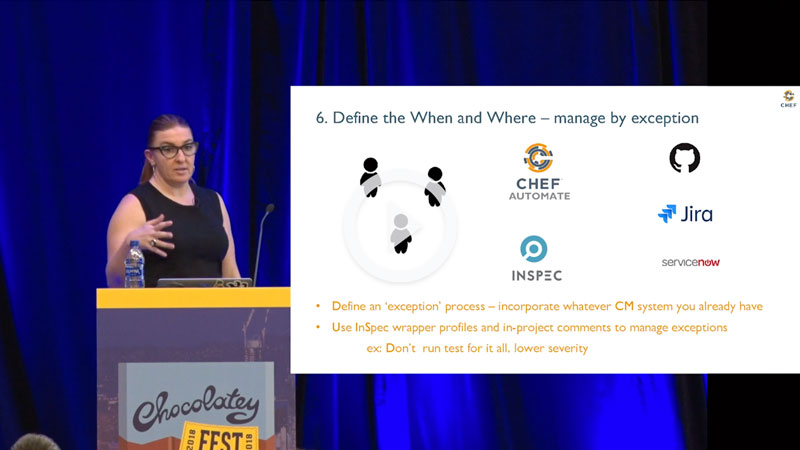 CHEF
6. Define the When and Where – manage by exception
CHEF
AUTOMATE
Jira
INSPEC
servicenow
• Define an ‘exception’ process – incorporate whatever CM system you already have
• Use InSpec wrapper profiles and in-project comments to manage exceptions
ex: Don’t run test for it all, lower severity
Chocolatey
FEST
2018
2018